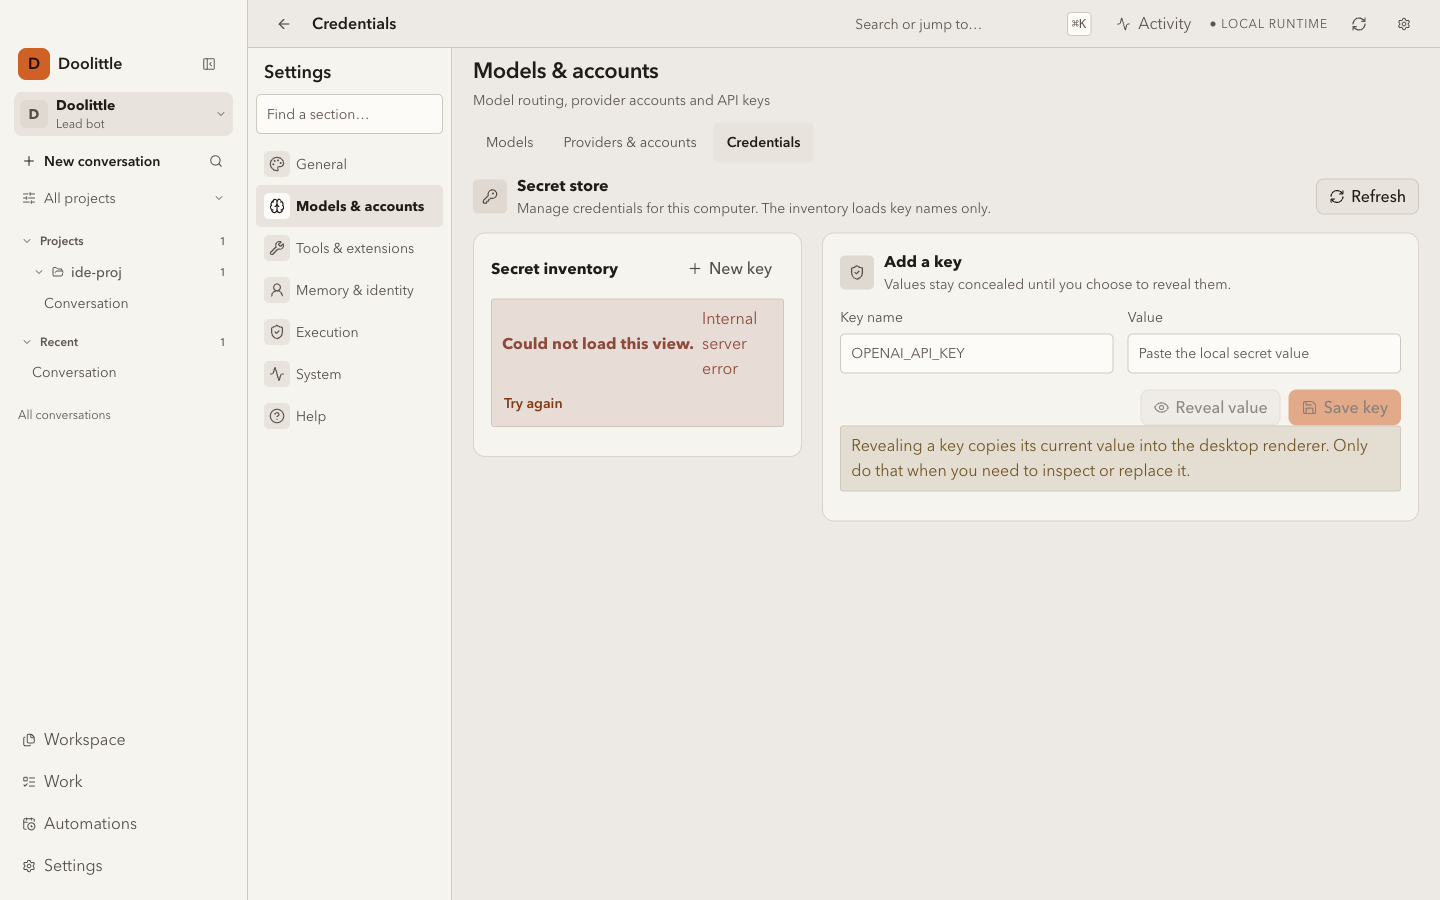 Credentials
Search or jump to…
⌘K
Activity
LOCAL RUNTIME
D
Doolittle
D
Doolittle
Lead bot
New conversation
All projects
Projects
1
ide-proj
1
Conversation
Recent
1
Conversation
All conversations
Workspace
Work
Automations
Settings
Settings
Find a section…
General
Models & accounts
Tools & extensions
Memory & identity
Execution
System
Help
Models & accounts
Model routing, provider accounts and API keys
Models
Providers & accounts
Credentials
Secret store
Manage credentials for this computer. The inventory loads key names only.
Refresh
Secret inventory
New key
Could not load this view.
Internal
server
error
Try again
Add a key
Values stay concealed until you choose to reveal them.
Key name
Value
OPENAI_API_KEY
Paste the local secret value
Reveal value
Save key
Revealing a key copies its current value into the desktop renderer. Only
do that when you need to inspect or replace it.